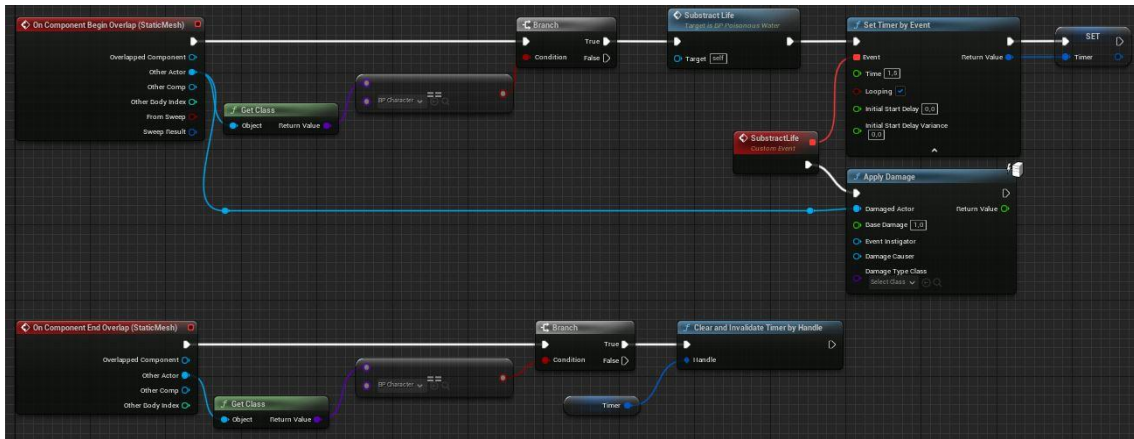 On Component Begin Overlap (StaticMesh)
Overlapped Component
Other Actor
Other Comp
Other Body Index
From Sweep
Sweep Result
f Get Class
Object Return Value
BP Character
==
Branch
True
Condition False
Substract Life
Target is BP Poisonous Water
Target self
f Set Timer by Event
Event Return Value
Time 1,5
Looping
Initial Start Delay 0,0
Initial Start Delay Variance
0,0
SET
Timer
SubstractLife
Custom Event
f Apply Damage
Damaged Actor Return Value
Base Damage 1,0
Event Instigator
Damage Causer
Damage Type Class
Select Class
On Component End Overlap (StaticMesh)
Overlapped Component
Other Actor
Other Comp
Other Body Index
f Get Class
Object Return Value
BP Character
==
Branch
True
Condition False
f Clear and Invalidate Timer by Handle
Handle
Timer